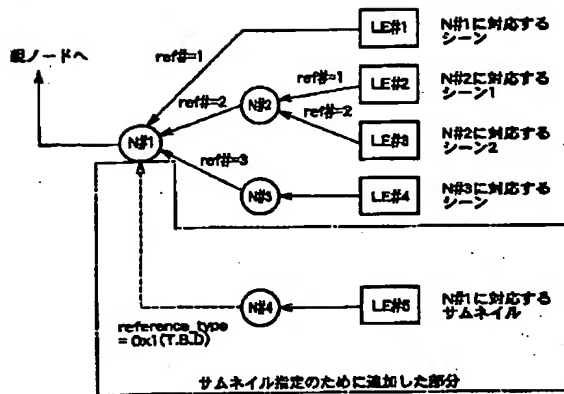 ref#=1
LE#1
N#1に対応する
シーン
親ノードへ
ref#=2
N#2
ref#=1
LE#2
N#2に対応する
シーン1
ref#=2
N#1
LE#3
N#2に対応する
シーン2
ref#=3
N#3
LE#4
N#3に対応する
シーン
N#4
LE#5
N#1に対応する
サムネイル
reference_type
= 0x1(T.B.D)
サムネイル指定のために追加した部分